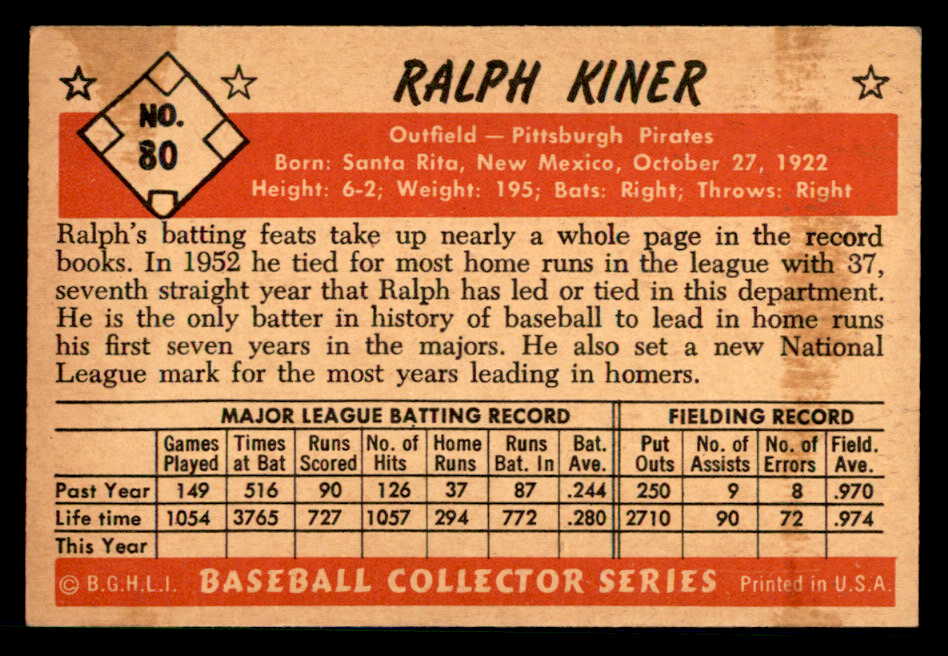 RALPH KINER
NO.
80
Outfield — Pittsburgh Pirates
Born: Santa Rita, New Mexico, October 27, 1922
Height: 6-2; Weight: 195; Bats: Right; Throws: Right
Ralph's batting feats take up nearly a whole page in the record
books. In 1952 he tied for most home runs in the league with 37,
seventh straight year that Ralph has led or tied in this department.
He is the only batter in history of baseball to lead in home runs
his first seven years in the majors. He also set a new National
League mark for the most years leading in homers.
MAJOR LEAGUE BATTING RECORD FIELDING RECORD
Games Times Runs No. of Home Runs Bat. Put No. of No. of Field.
Played at Bat Scored Hits Runs Bat. In Ave. Outs Assists Errors Ave.
Past Year 149 516 90 126 37 87 .244 250 9 8 .970
Life time 1054 3765 727 1057 294 772 .280 2710 90 72 .974
This Year
© B.G.H.L.I. BASEBALL COLLECTOR SERIES Printed in U.S.A.